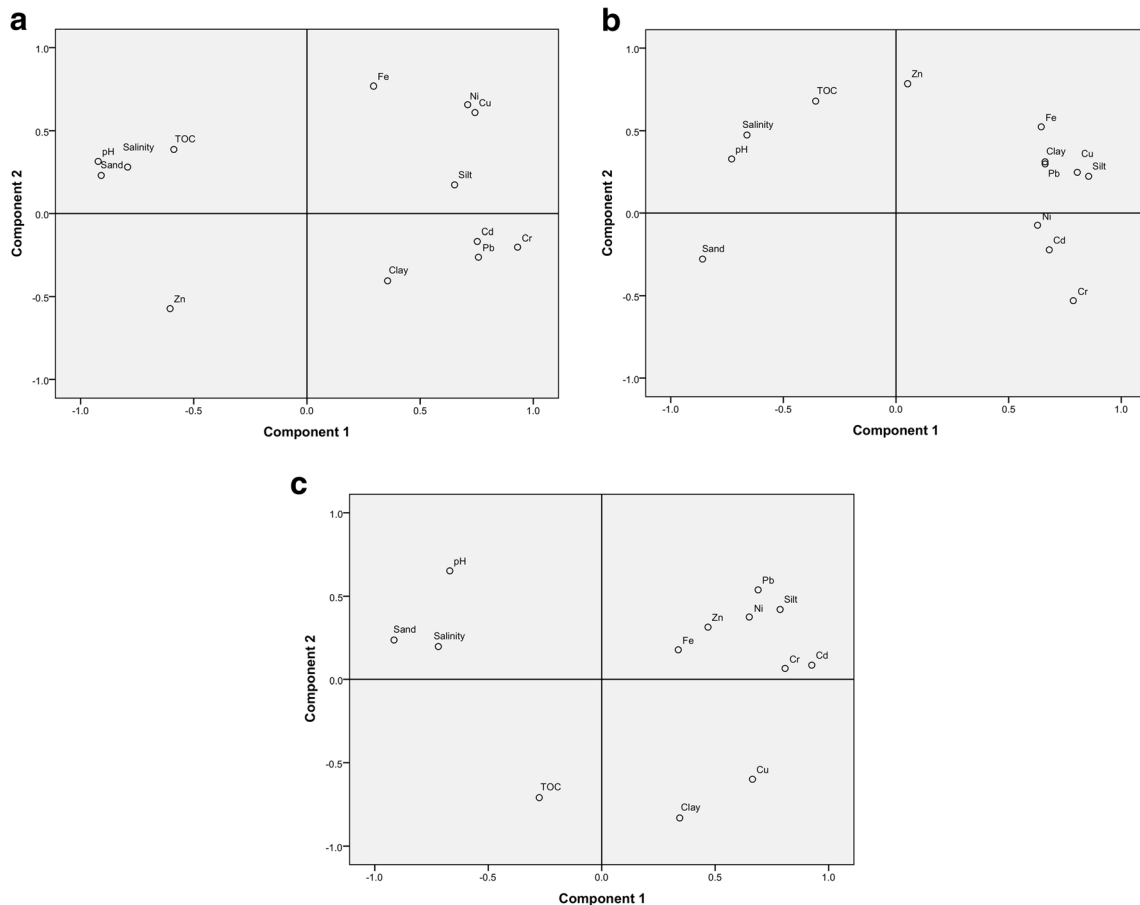 a
1.0
Fe
Ni
Cu
0.5
TOC
Salinity
pH
Sand
Silt
Component 2
0.0
Cd
Cr
Pb
Clay
-0.5
Zn
-1.0
-1.0 -0.5 0.0 0.5 1.0
Component 1
b
1.0
Zn
TOC
Fe
0.5
Salinity
pH
Clay
Cu
Silt
Pb
Component 2
0.0
Ni
Cd
Sand
Cr
-0.5
-1.0
-1.0 -0.5 0.0 0.5 1.0
Component 1
c
1.0
pH
Pb
Silt
0.5
Ni
Zn
Sand
Salinity
Fe
Cr
Cd
Component 2
0.0
-0.5
Cu
TOC
Clay
-1.0
-1.0 -0.5 0.0 0.5 1.0
Component 1